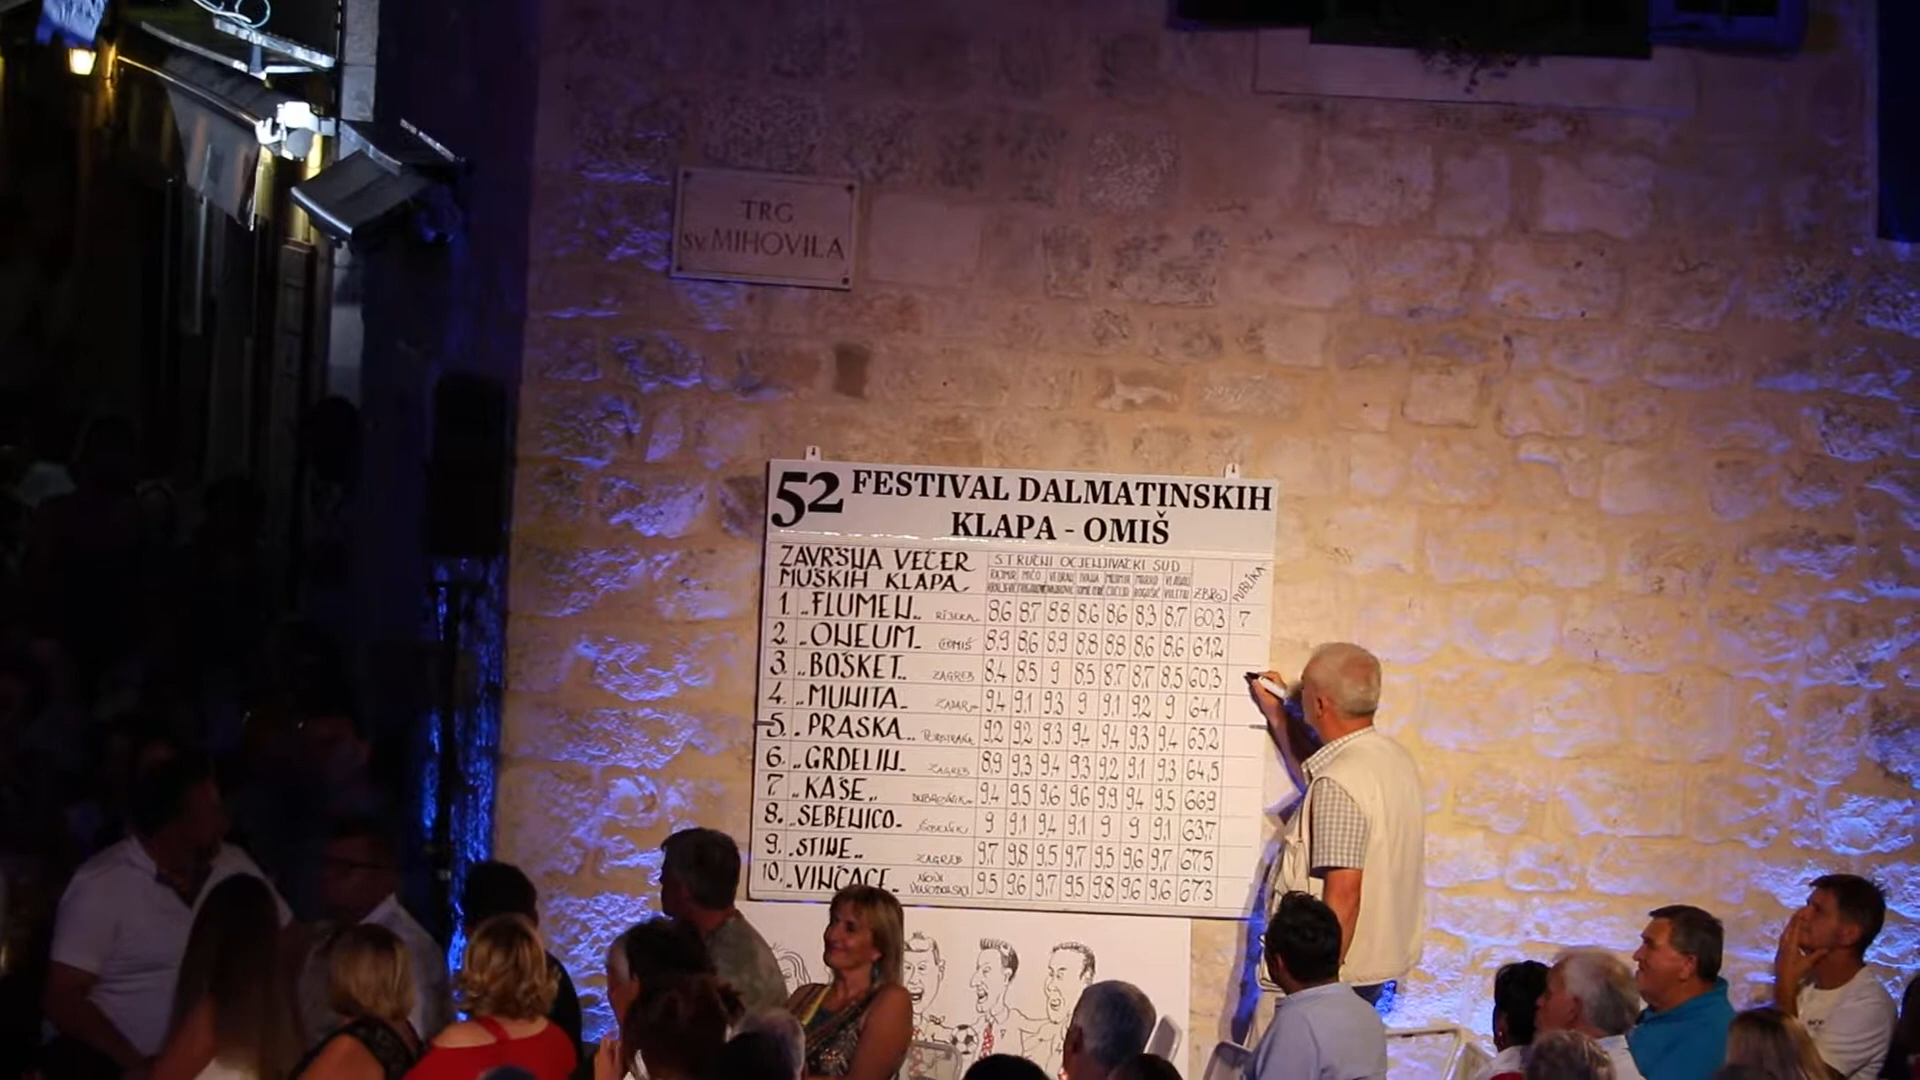 TRG
SV. MIHOVILA
52 FESTIVAL DALMATINSKIH
KLAPA - OMIŠ
ZAVRŠNA VEČER
MUŠKIH KLAPA
STRUČNI OCJENJIVAČKI SUD
ZBROJ
PUBLIKA
1. „FLUMEN„ RIJEKA 8,6 8,7 8,8 8,6 8,6 8,3 8,7 60,3 7
2. „ONEUM„ OMIŠ 8,9 8,6 8,9 8,8 8,8 8,6 8,6 61,2
3. „BOŠKET„ ZAGREB 8,4 8,5 9 8,5 8,7 8,7 8,5 60,3
4. „MUNITA„ ZADAR 9,4 9,1 9,3 9 9,1 9,2 9 64,1
5. „PRASKA„ 9,2 9,2 9,3 9,4 9,4 9,3 9,4 65,2
6. „GRDELIN„ ZAGREB 8,9 9,3 9,4 9,3 9,2 9,1 9,3 64,5
7. „KAŠE„ DUBROVNIK 9,4 9,5 9,6 9,6 9,9 9,4 9,5 66,9
8. „SEBENICO„ ŠIBENIK 9 9,1 9,4 9,1 9 9 9,1 63,7
9. „STINE„ ZAGREB 9,7 9,8 9,5 9,7 9,5 9,6 9,7 67,5
10. „VINČACE„ NOVI VINODOLSKI 9,5 9,6 9,7 9,5 9,8 9,6 9,6 67,3